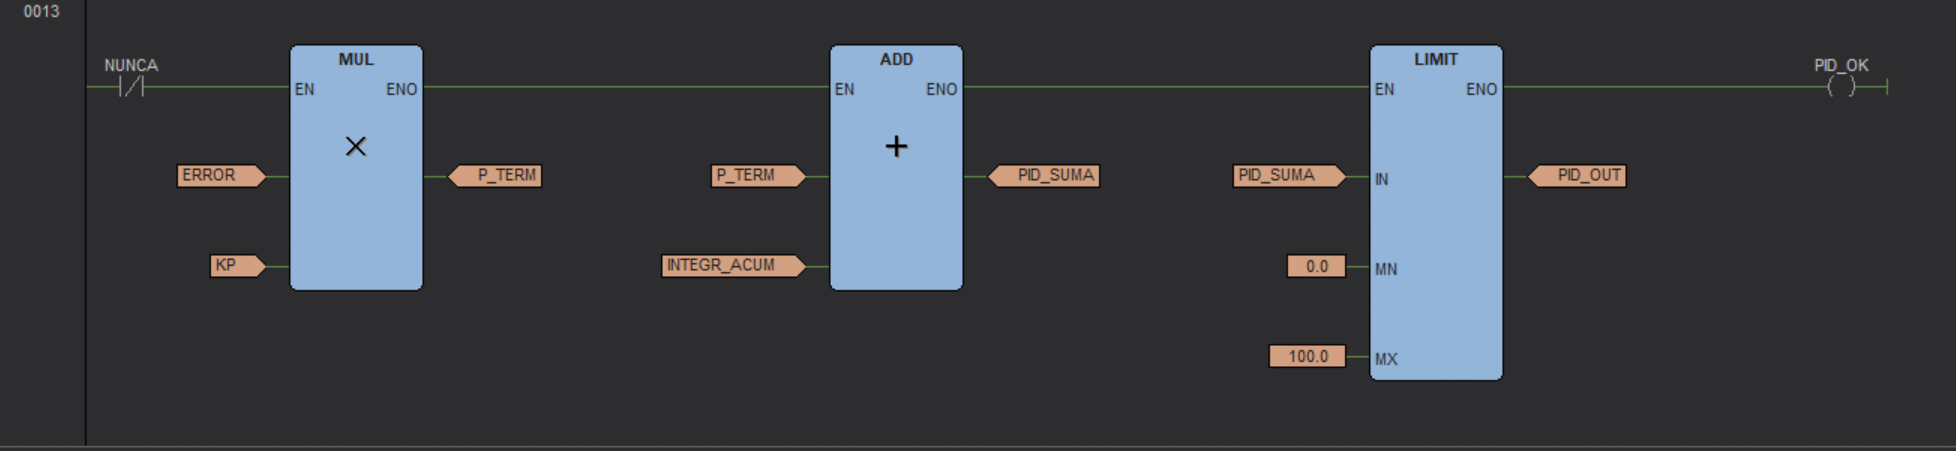 0013
NUNCA
MUL
ADD
LIMIT
PID_OK
EN ENO
EN ENO
EN ENO
×
+
ERROR
P_TERM
P_TERM
PID_SUMA
PID_SUMA
IN
PID_OUT
KP
INTEGR_ACUM
0.0
MN
100.0
MX